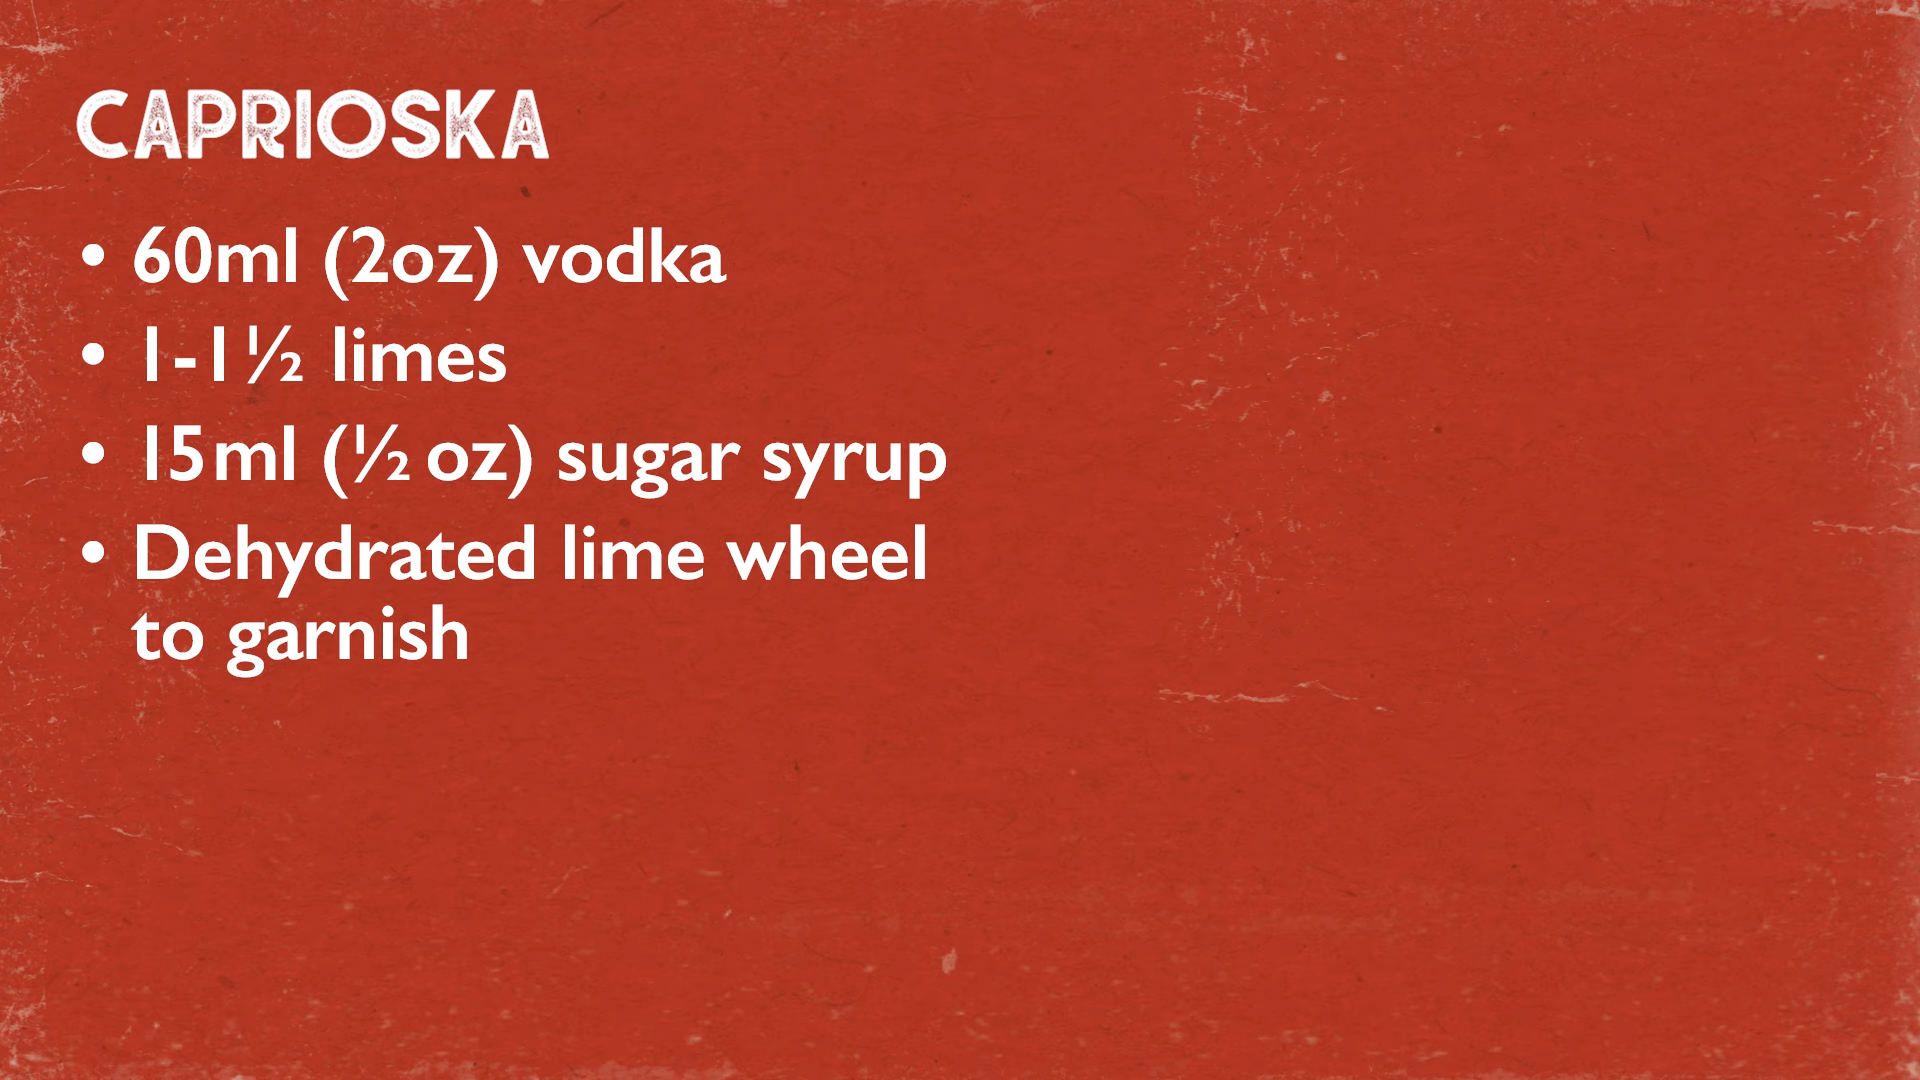 CAPRIOSKA
• 60ml (2oz) vodka
• 1-1½ limes
• 15ml (½ oz) sugar syrup
• Dehydrated lime wheel
to garnish